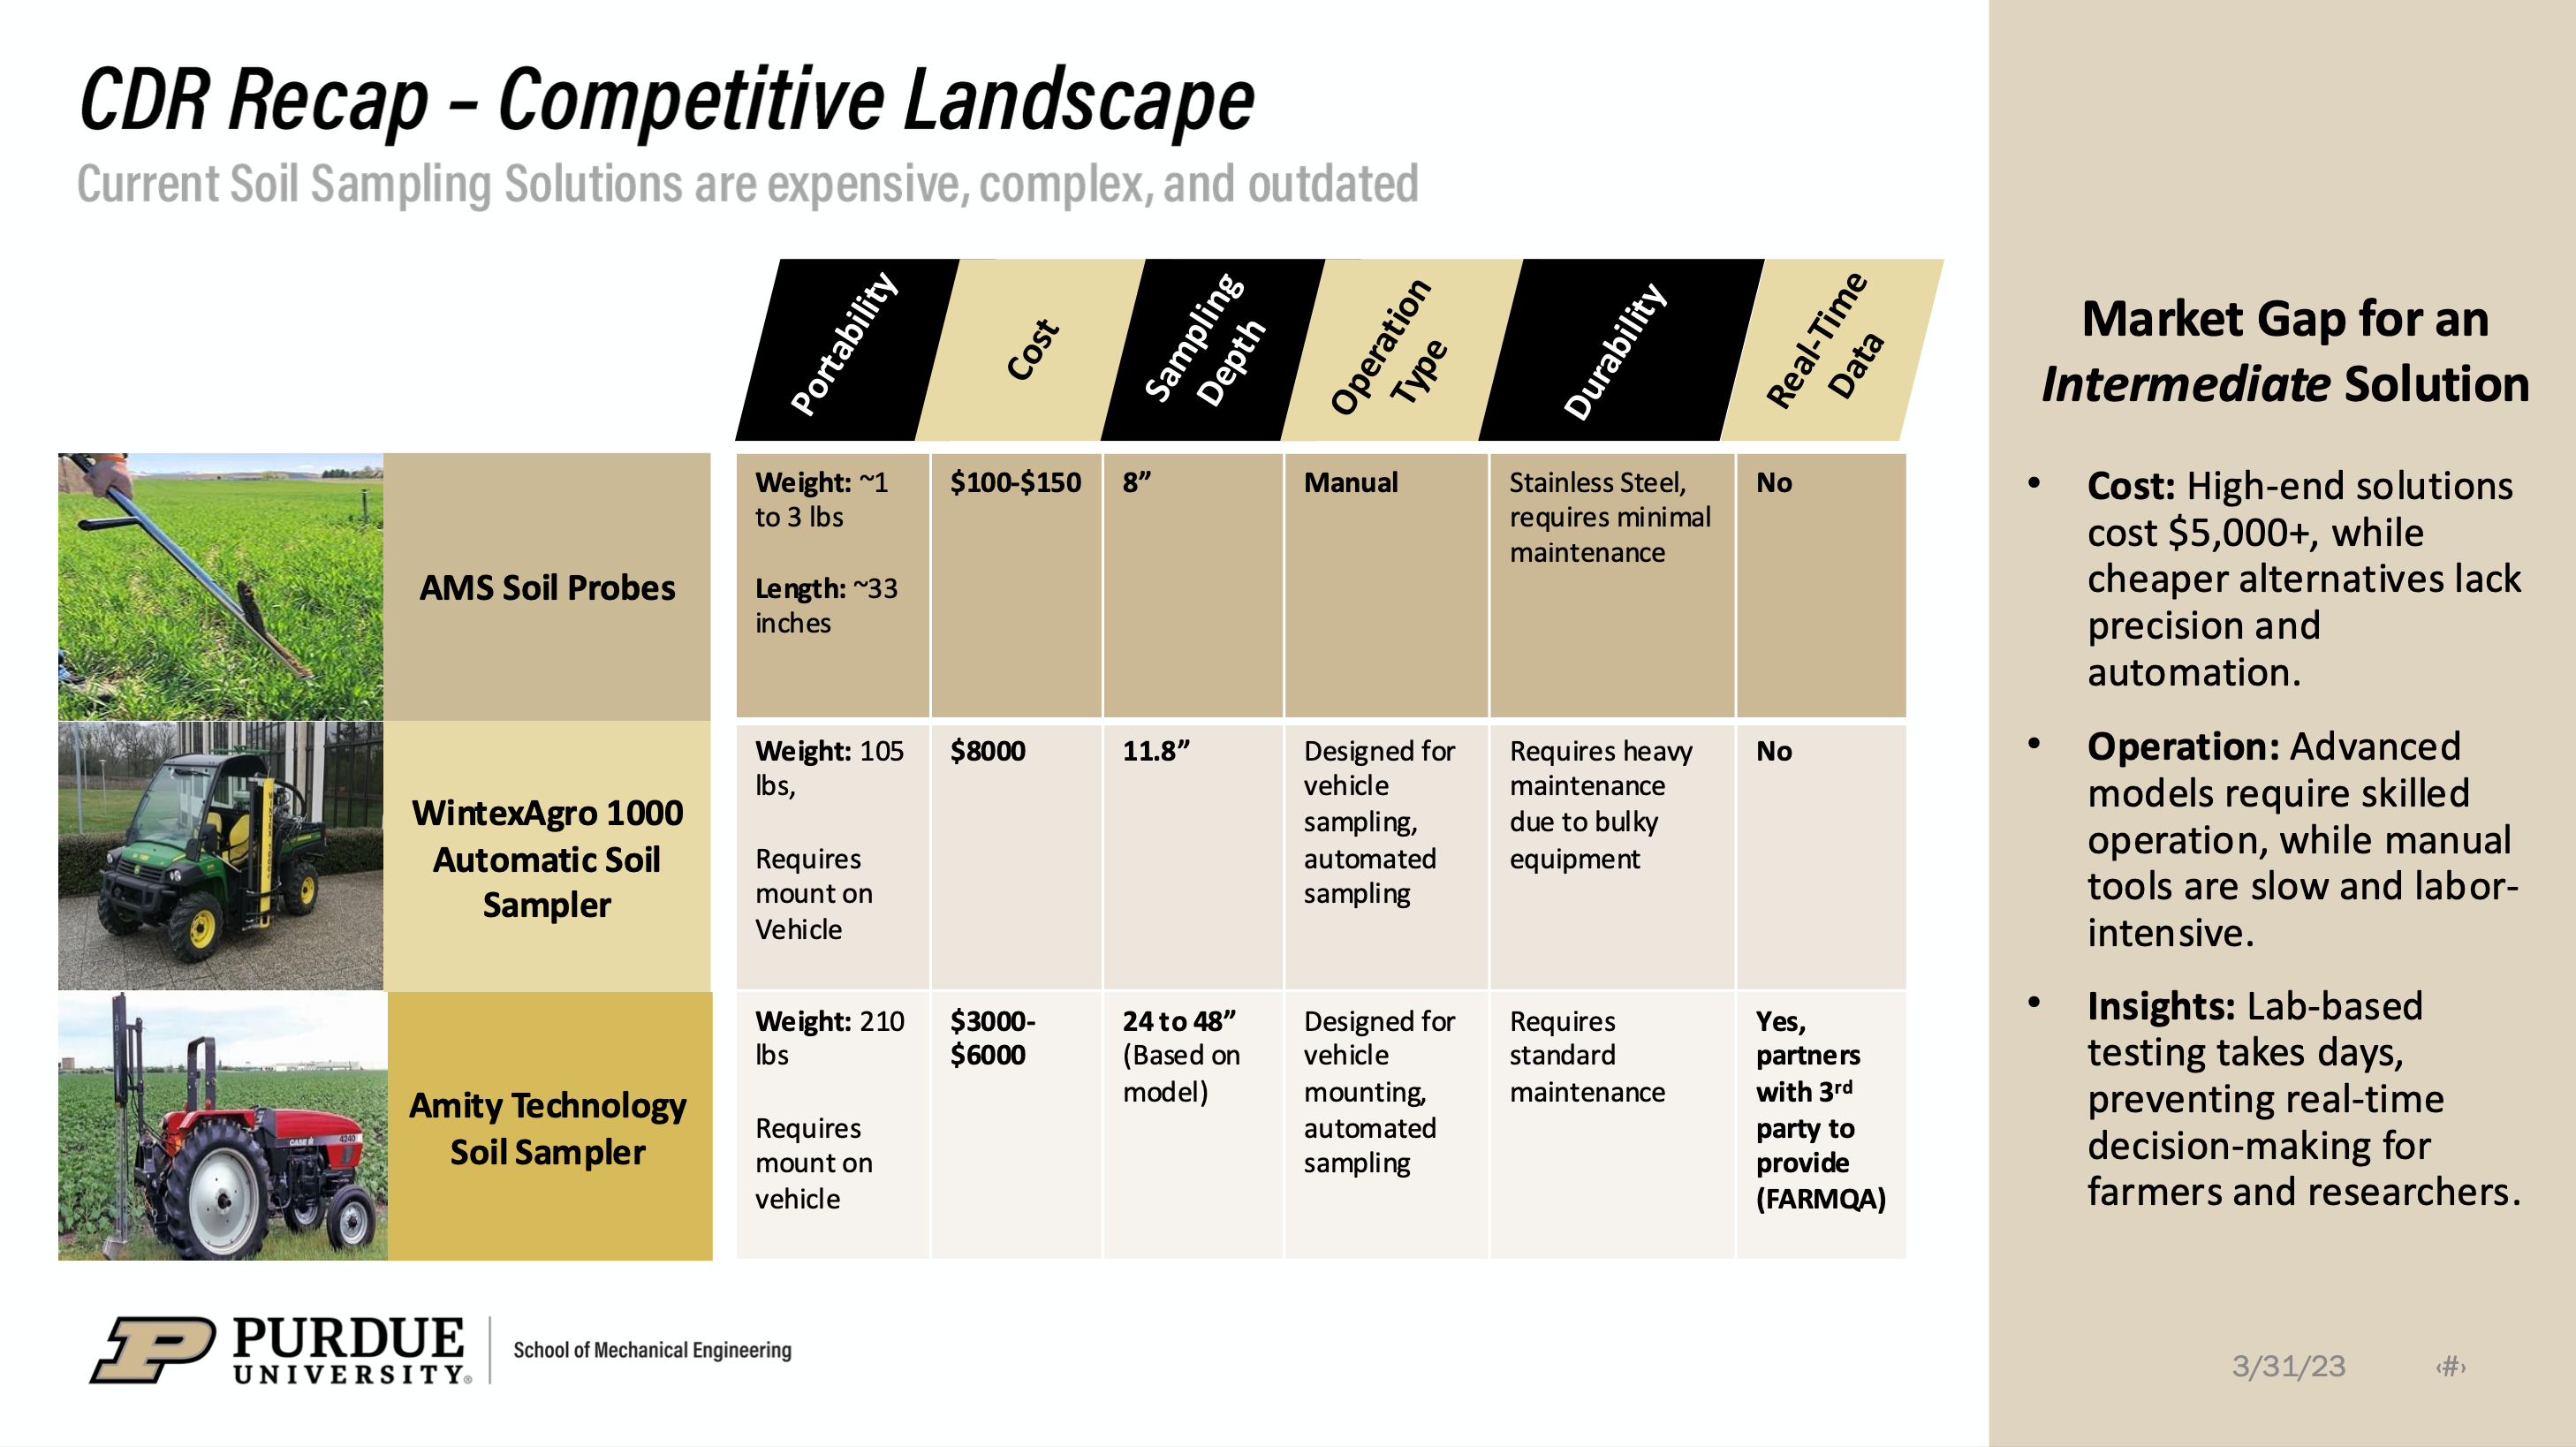 CDR Recap – Competitive Landscape
Current Soil Sampling Solutions are expensive, complex, and outdated
Portability
Cost
Sampling
Depth
Operation
Type
Durability
Real-Time
Data
AMS Soil Probes
Weight: ~1
to 3 lbs
Length: ~33
inches
$100-$150
8”
Manual
Stainless Steel,
requires minimal
maintenance
No
WintexAgro 1000
Automatic Soil
Sampler
Weight: 105
lbs,
Requires
mount on
Vehicle
$8000
11.8”
Designed for
vehicle
sampling,
automated
sampling
Requires heavy
maintenance
due to bulky
equipment
No
CASE IH
4240
Amity Technology
Soil Sampler
Weight: 210
lbs
Requires
mount on
vehicle
$3000-
$6000
24 to 48”
(Based on
model)
Designed for
vehicle
mounting,
automated
sampling
Requires
standard
maintenance
Yes,
partners
with 3rd
party to
provide
(FARMQA)
Market Gap for an
Intermediate Solution
• Cost: High-end solutions
cost $5,000+, while
cheaper alternatives lack
precision and
automation.
• Operation: Advanced
models require skilled
operation, while manual
tools are slow and labor-
intensive.
• Insights: Lab-based
testing takes days,
preventing real-time
decision-making for
farmers and researchers.
P PURDUE
UNIVERSITY®
School of Mechanical Engineering
3/31/23
‹#›